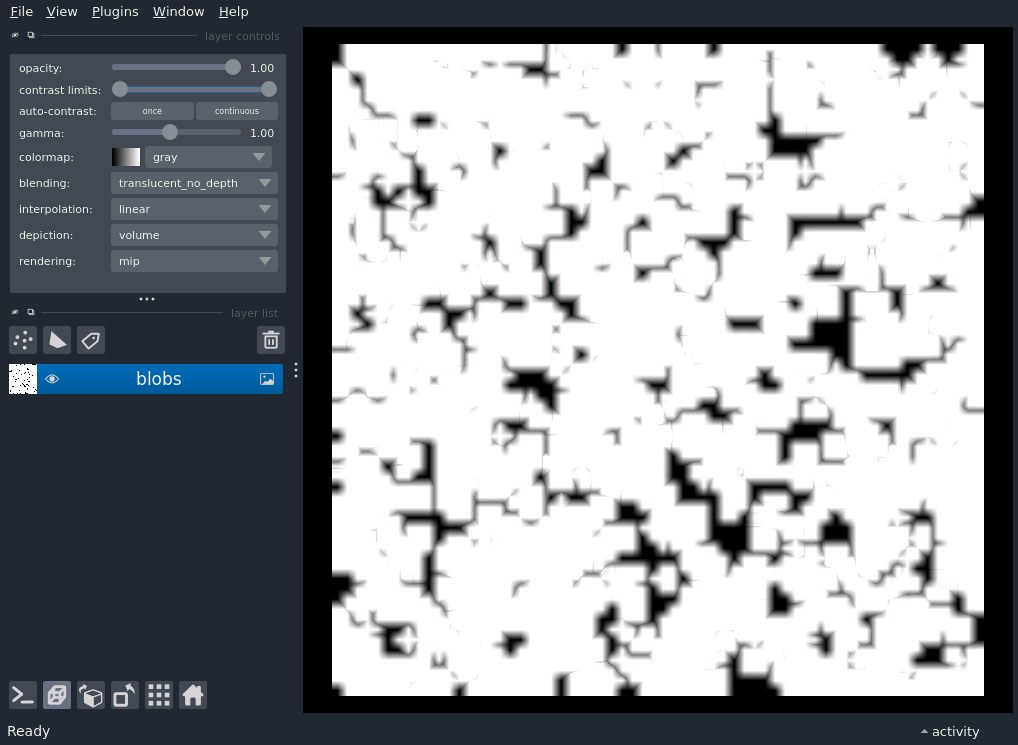 File View Plugins Window Help
layer controls
opacity: 1.00
contrast limits:
auto-contrast: once continuous
gamma: 1.00
colormap: gray
blending: translucent_no_depth
interpolation: linear
depiction: volume
rendering: mip
layer list
blobs
Ready
activity